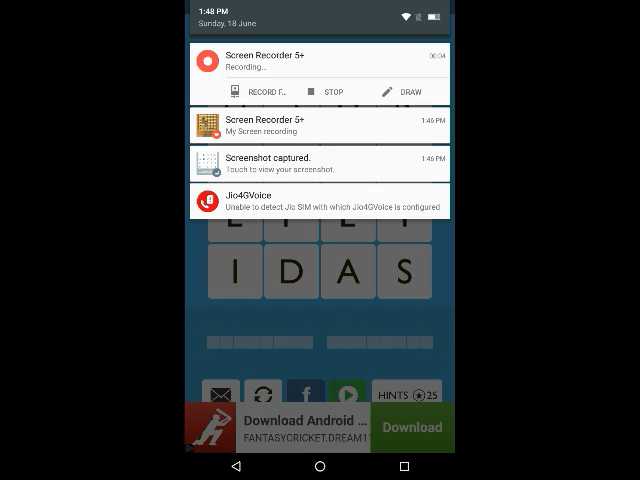 1:48 PM
Sunday, 18 June
Screen Recorder 5+
00:04
Recording...
RECORD F...
STOP
DRAW
Screen Recorder 5+
1:46 PM
My Screen recording
Screenshot captured.
1:46 PM
Touch to view your screenshot.
Jio4GVoice
Unable to detect Jio SIM with which Jio4GVoice is configured
I D A S
f
HINTS 25
Download Android ...
FANTASYCRICKET.DREAM11
Download